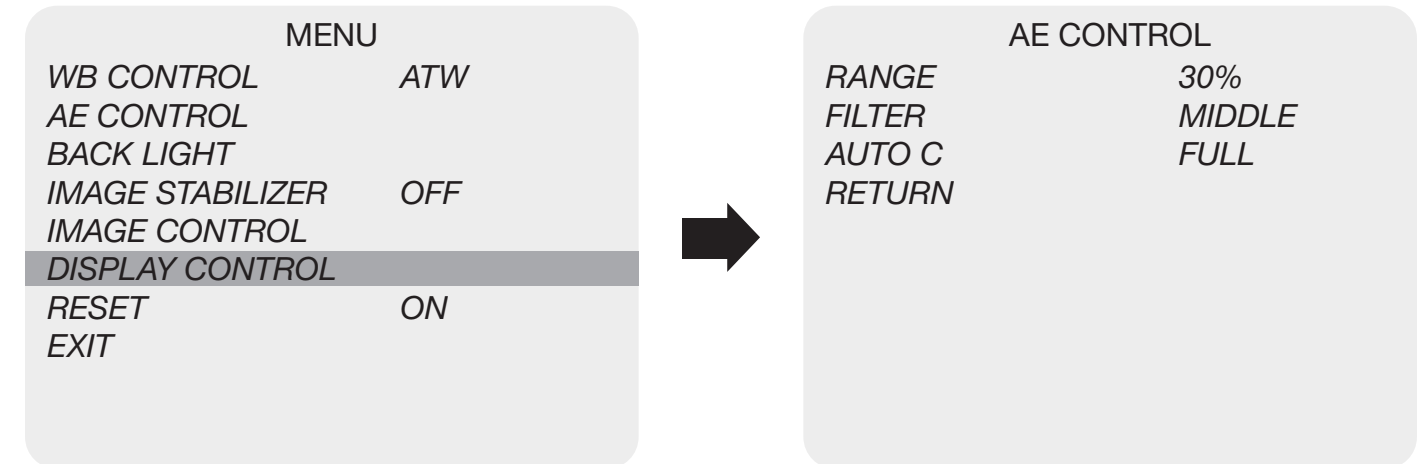 MENU
WB CONTROL ATW
AE CONTROL
BACK LIGHT
IMAGE STABILIZER OFF
IMAGE CONTROL
DISPLAY CONTROL
RESET ON
EXIT
AE CONTROL
RANGE 30%
FILTER MIDDLE
AUTO C FULL
RETURN